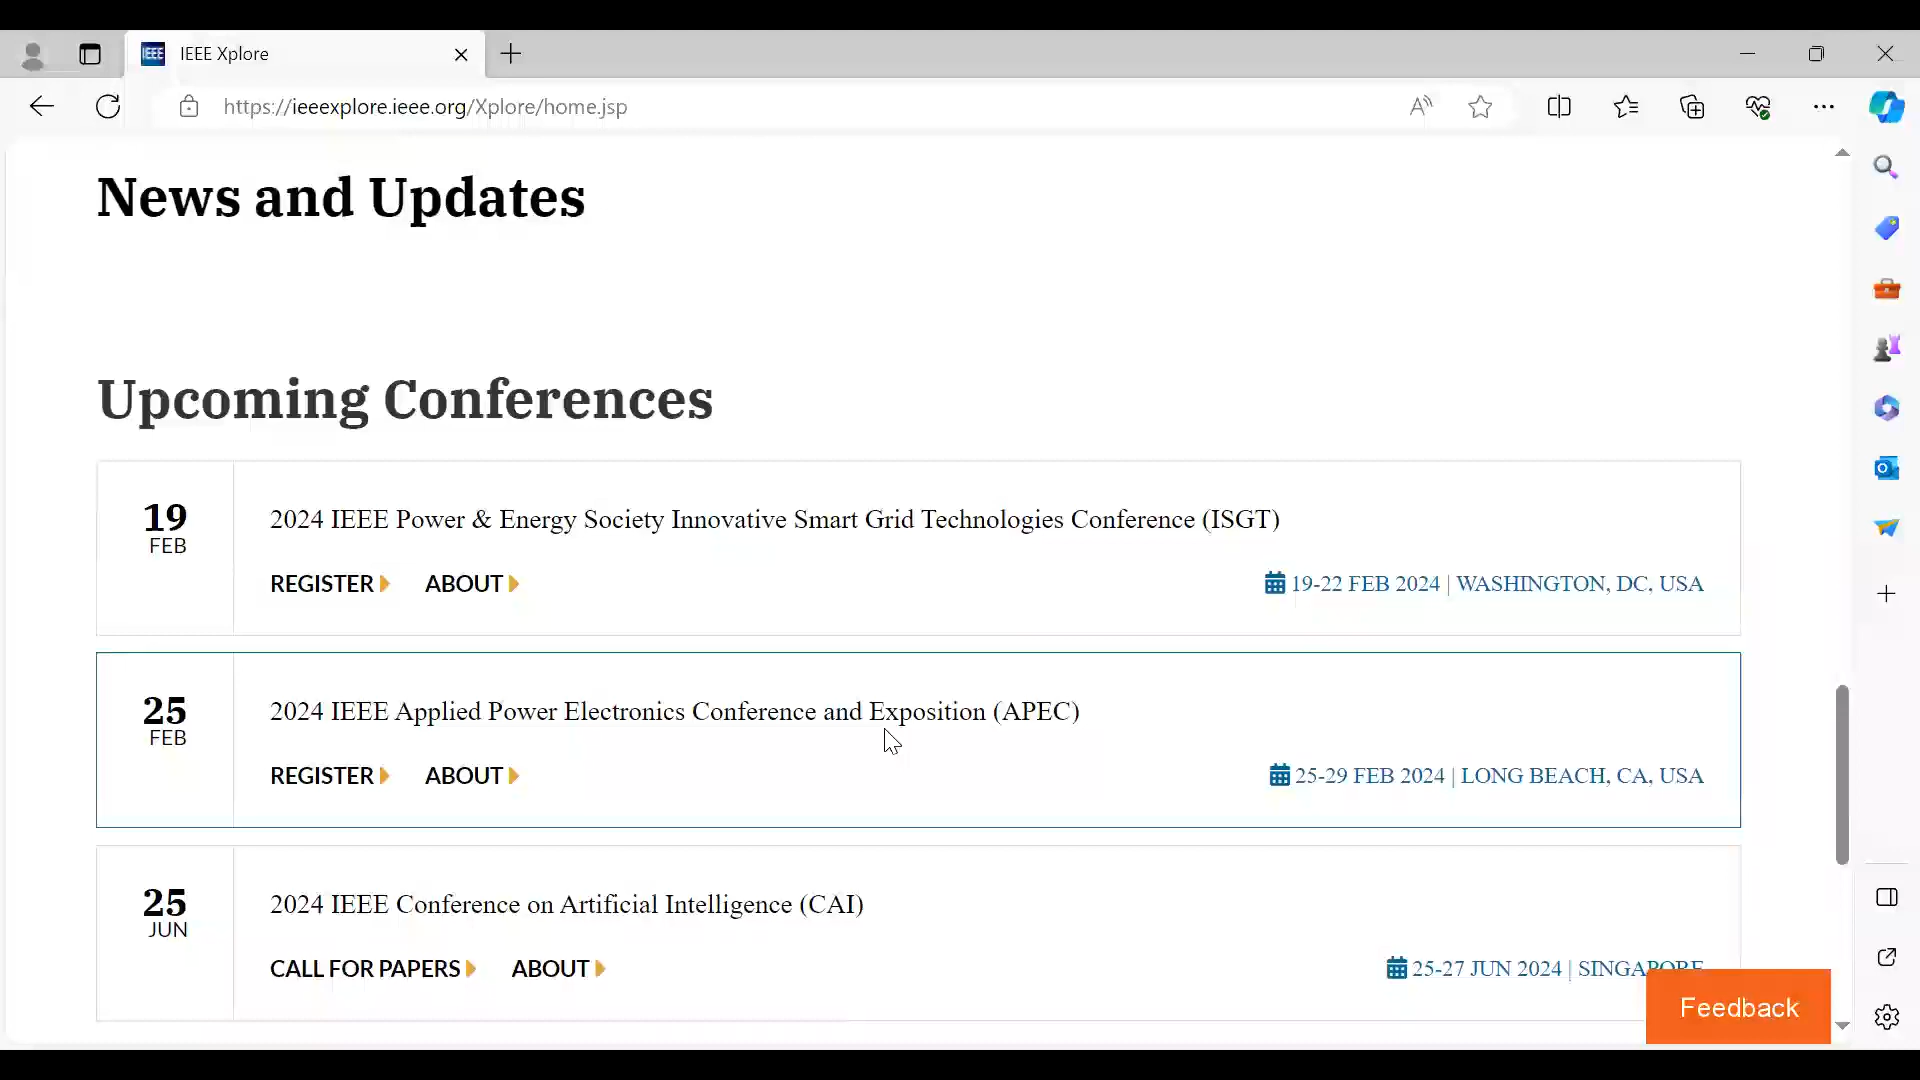 IEEE Xplore
https://ieeexplore.ieee.org/Xplore/home.jsp
News and Updates
Upcoming Conferences
19
FEB
2024 IEEE Power & Energy Society Innovative Smart Grid Technologies Conference (ISGT)
REGISTER ABOUT 19-22 FEB 2024 | WASHINGTON, DC, USA
25
FEB
2024 IEEE Applied Power Electronics Conference and Exposition (APEC)
REGISTER ABOUT 25-29 FEB 2024 | LONG BEACH, CA, USA
25
JUN
2024 IEEE Conference on Artificial Intelligence (CAI)
CALL FOR PAPERS ABOUT 25-27 JUN 2024 | SINGAPORE
Feedback